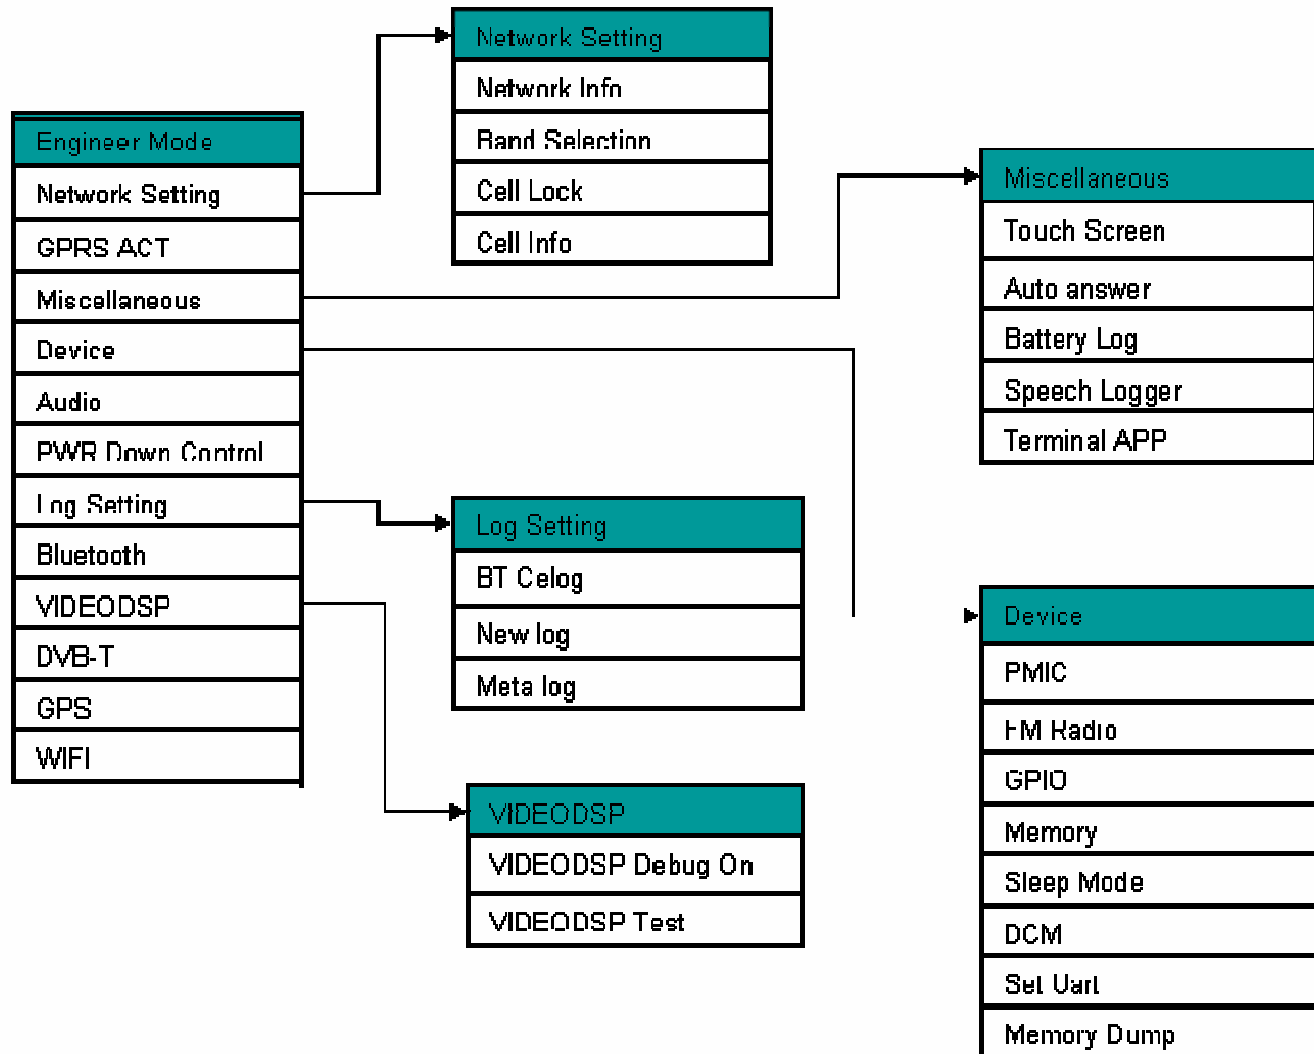 Engineer Mode
Network Setting
GPRS ACT
Miscellaneous
Device
Audio
PWR Down Control
Log Setting
Bluetooth
VIDEODSP
DVB-T
GPS
WIFI
Network Setting
Network Info
Band Selection
Cell Lock
Cell Info
Log Setting
BT Celog
New log
Meta log
VIDEODSP
VIDEODSP Debug On
VIDEODSP Test
Miscellaneous
Touch Screen
Auto answer
Battery Log
Speech Logger
Terminal APP
Device
PMIC
FM Radio
GPIO
Memory
Sleep Mode
DCM
Set Uart
Memory Dump